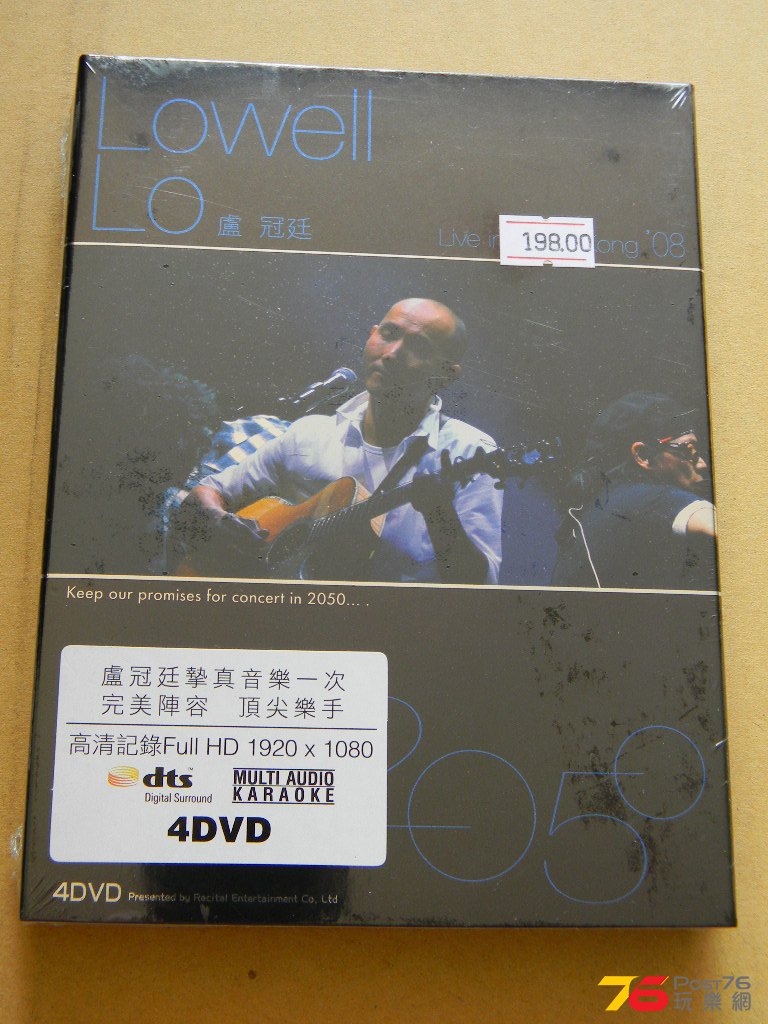 Lowell
Lo 盧 冠廷
Live in ong '08
198.00
Keep our promises for concert in 2050... .
盧冠廷摯真音樂一次
完美陣容 頂尖樂手
高清記錄Full HD 1920 x 1080
dts™
Digital Surround
MULTI AUDIO
KARAOKE
4DVD
2050
4DVD Presented by Recital Entertainment Co, Ltd
76 Post76
玩樂網